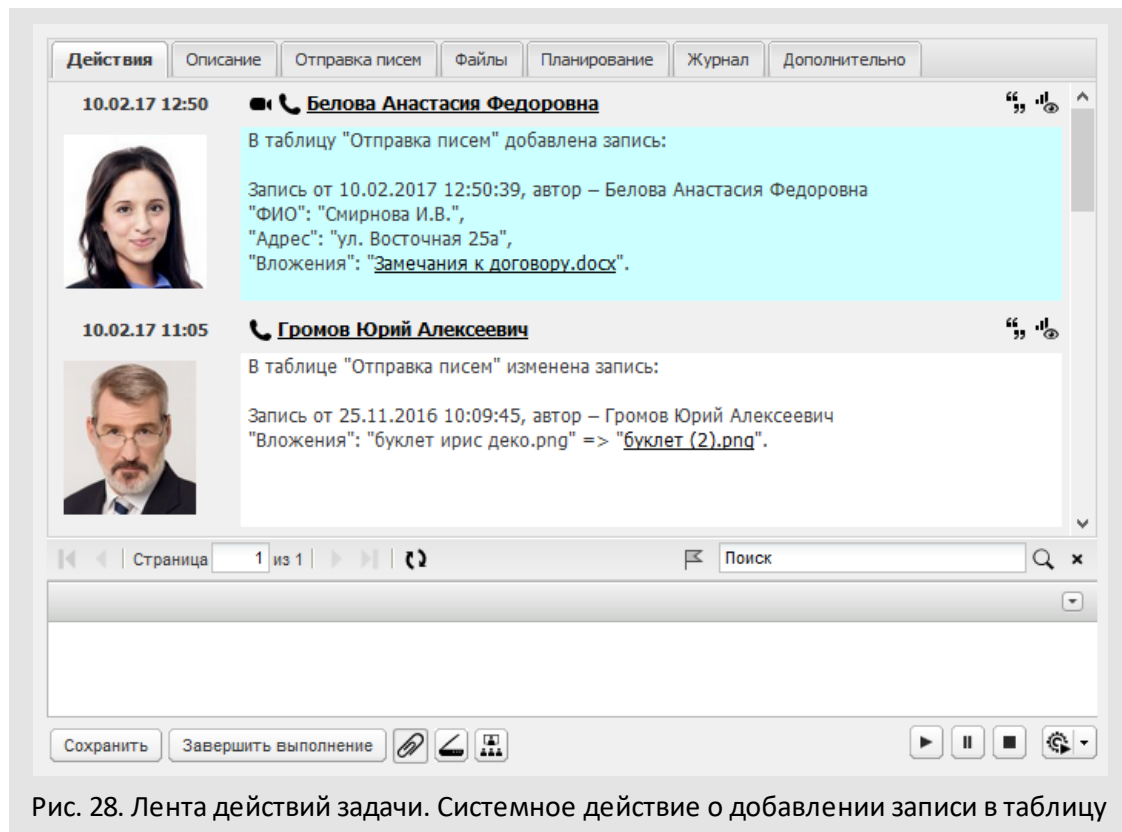 Действия Описание Отправка писем Файлы Планирование Журнал Дополнительно
10.02.17 12:50 Белова Анастасия Федоровна
В таблицу "Отправка писем" добавлена запись:
Запись от 10.02.2017 12:50:39, автор – Белова Анастасия Федоровна
"ФИО": "Смирнова И.В.",
"Адрес": "ул. Восточная 25а",
"Вложения": "Замечания к договору.docx".
10.02.17 11:05 Громов Юрий Алексеевич
В таблице "Отправка писем" изменена запись:
Запись от 25.11.2016 10:09:45, автор – Громов Юрий Алексеевич
"Вложения": "буклет ирис деко.png" => "буклет (2).png".
Страница 1 из 1 Поиск
Сохранить Завершить выполнение
Рис. 28. Лента действий задачи. Системное действие о добавлении записи в таблицу